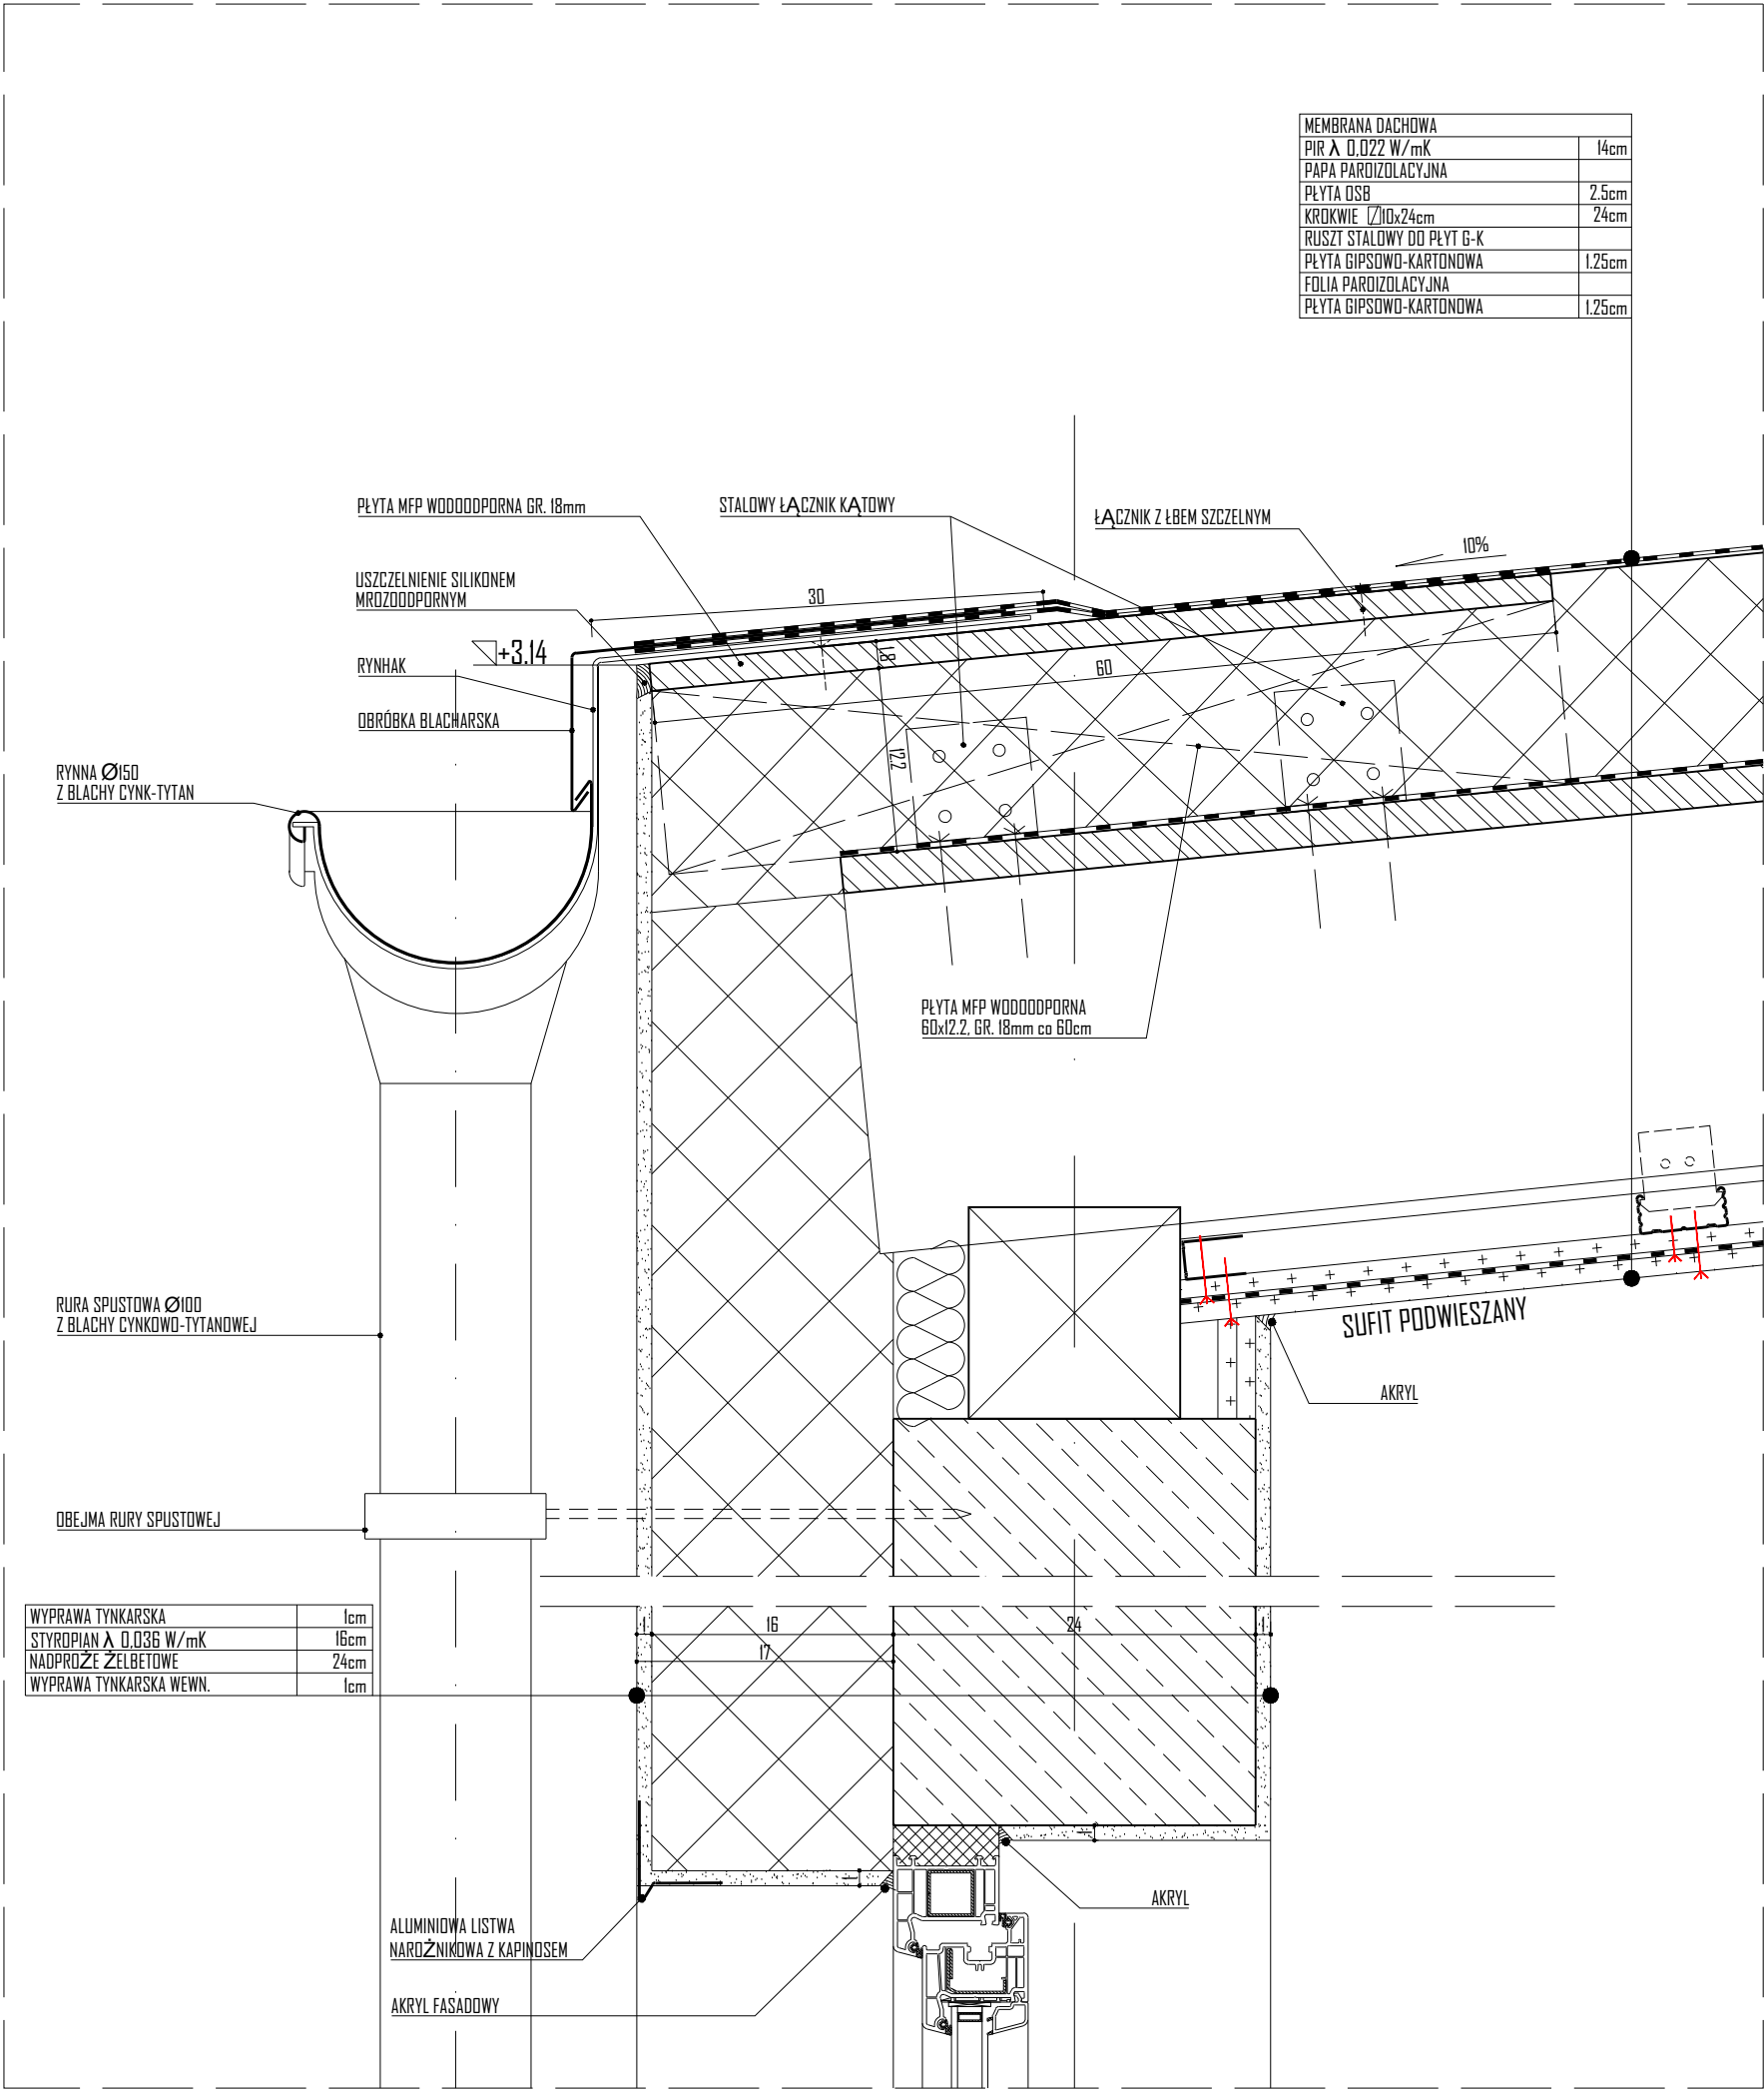 MEMBRANA DACHOWA
PIR λ 0,022 W/mK 14cm
PAPA PAROIZOLACYJNA
PŁYTA OSB 2.5cm
KROKWIE 10x24cm 24cm
RUSZT STALOWY DO PŁYT G-K
PŁYTA GIPSOWO-KARTONOWA 1.25cm
FOLIA PAROIZOLACYJNA
PŁYTA GIPSOWO-KARTONOWA 1.25cm
PŁYTA MFP WODOODPORNA GR. 18mm
STALOWY ŁĄCZNIK KĄTOWY
ŁĄCZNIK Z ŁBEM SZCZELNYM
10%
USZCZELNIENIE SILIKONEM
MROZOODPORNYM
30
+3.14
1.8
60
RYNHAK
OBRÓBKA BLACHARSKA
12.2
RYNNA Ø150
Z BLACHY CYNK-TYTAN
PŁYTA MFP WODOODPORNA
60x12.2, GR. 18mm co 60cm
RURA SPUSTOWA Ø100
Z BLACHY CYNKOWO-TYTANOWEJ
SUFIT PODWIESZANY
AKRYL
OBEJMA RURY SPUSTOWEJ
WYPRAWA TYNKARSKA 1cm
STYROPIAN λ 0,036 W/mK 16cm
NADPROŻE ŻELBETOWE 24cm
WYPRAWA TYNKARSKA WEWN. 1cm
1 16 24 1
17
1
1
AKRYL
ALUMINIOWA LISTWA
NAROŻNIKOWA Z KAPINOSEM
AKRYL FASADOWY